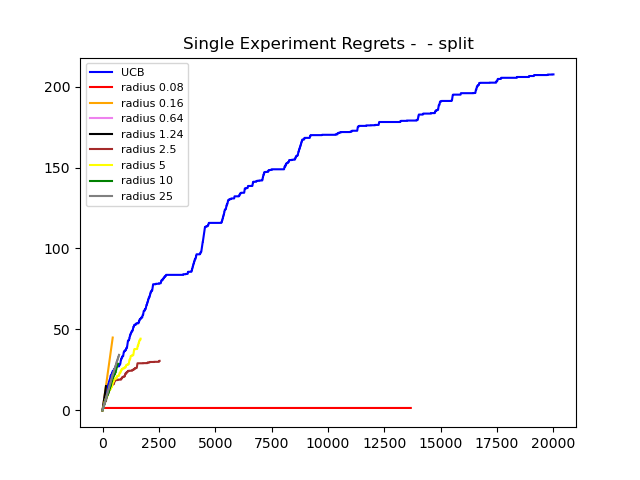 Single Experiment Regrets -  - split
UCB
radius 0.08
radius 0.16
radius 0.64
radius 1.24
radius 2.5
radius 5
radius 10
radius 25
200
150
100
50
0
0 2500 5000 7500 10000 12500 15000 17500 20000